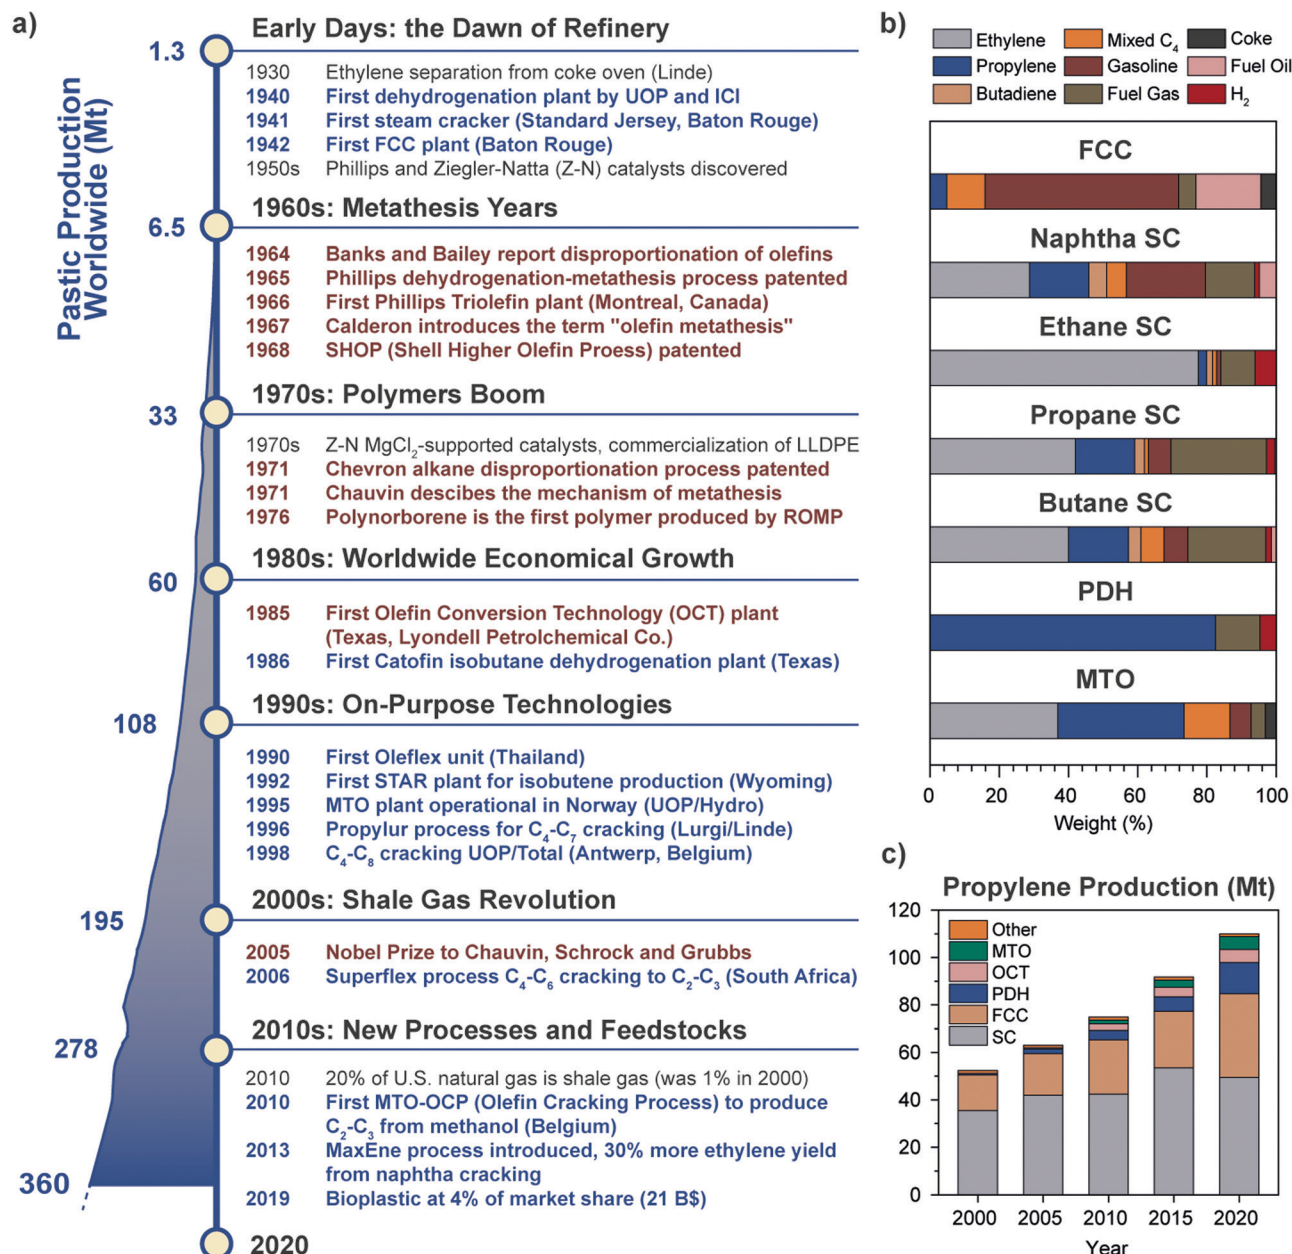 a)
Pastic Production
Worldwide (Mt)
1.3
Early Days: the Dawn of Refinery
1930 Ethylene separation from coke oven (Linde)
1940 First dehydrogenation plant by UOP and ICI
1941 First steam cracker (Standard Jersey, Baton Rouge)
1942 First FCC plant (Baton Rouge)
1950s Phillips and Ziegler-Natta (Z-N) catalysts discovered
6.5
1960s: Metathesis Years
1964 Banks and Bailey report disproportionation of olefins
1965 Phillips dehydrogenation-metathesis process patented
1966 First Phillips Triolefin plant (Montreal, Canada)
1967 Calderon introduces the term "olefin metathesis"
1968 SHOP (Shell Higher Olefin Proess) patented
33
1970s: Polymers Boom
1970s Z-N MgCl2-supported catalysts, commercialization of LLDPE
1971 Chevron alkane disproportionation process patented
1971 Chauvin descibes the mechanism of metathesis
1976 Polynorborene is the first polymer produced by ROMP
60
1980s: Worldwide Economical Growth
1985 First Olefin Conversion Technology (OCT) plant
(Texas, Lyondell Petrolchemical Co.)
1986 First Catofin isobutane dehydrogenation plant (Texas)
108
1990s: On-Purpose Technologies
1990 First Oleflex unit (Thailand)
1992 First STAR plant for isobutene production (Wyoming)
1995 MTO plant operational in Norway (UOP/Hydro)
1996 Propylur process for C4-C7 cracking (Lurgi/Linde)
1998 C4-C8 cracking UOP/Total (Antwerp, Belgium)
195
2000s: Shale Gas Revolution
2005 Nobel Prize to Chauvin, Schrock and Grubbs
2006 Superflex process C4-C6 cracking to C2-C3 (South Africa)
278
2010s: New Processes and Feedstocks
2010 20% of U.S. natural gas is shale gas (was 1% in 2000)
2010 First MTO-OCP (Olefin Cracking Process) to produce
C2-C3 from methanol (Belgium)
2013 MaxEne process introduced, 30% more ethylene yield
from naphtha cracking
2019 Bioplastic at 4% of market share (21 B$)
360
2020
b)
Ethylene Mixed C4 Coke
Propylene Gasoline Fuel Oil
Butadiene Fuel Gas H2
FCC
Naphtha SC
Ethane SC
Propane SC
Butane SC
PDH
MTO
0 20 40 60 80 100
Weight (%)
c)
Propylene Production (Mt)
120
100
80
60
40
20
0
Other
MTO
OCT
PDH
FCC
SC
2000 2005 2010 2015 2020
Year